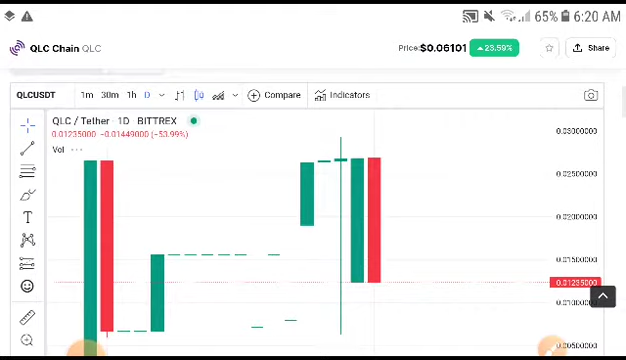 65% 6:20 AM
QLC Chain QLC
Price:$0.06101 23.59% Share
QLCUSDT 1m 30m 1h D Compare Indicators
QLC / Tether · 1D · BITTREX
0.01235000 −0.01449000 (−53.99%)
Vol
0.03000000
0.02500000
0.02000000
0.01500000
0.01235000
0.01000000
0.00500000
T